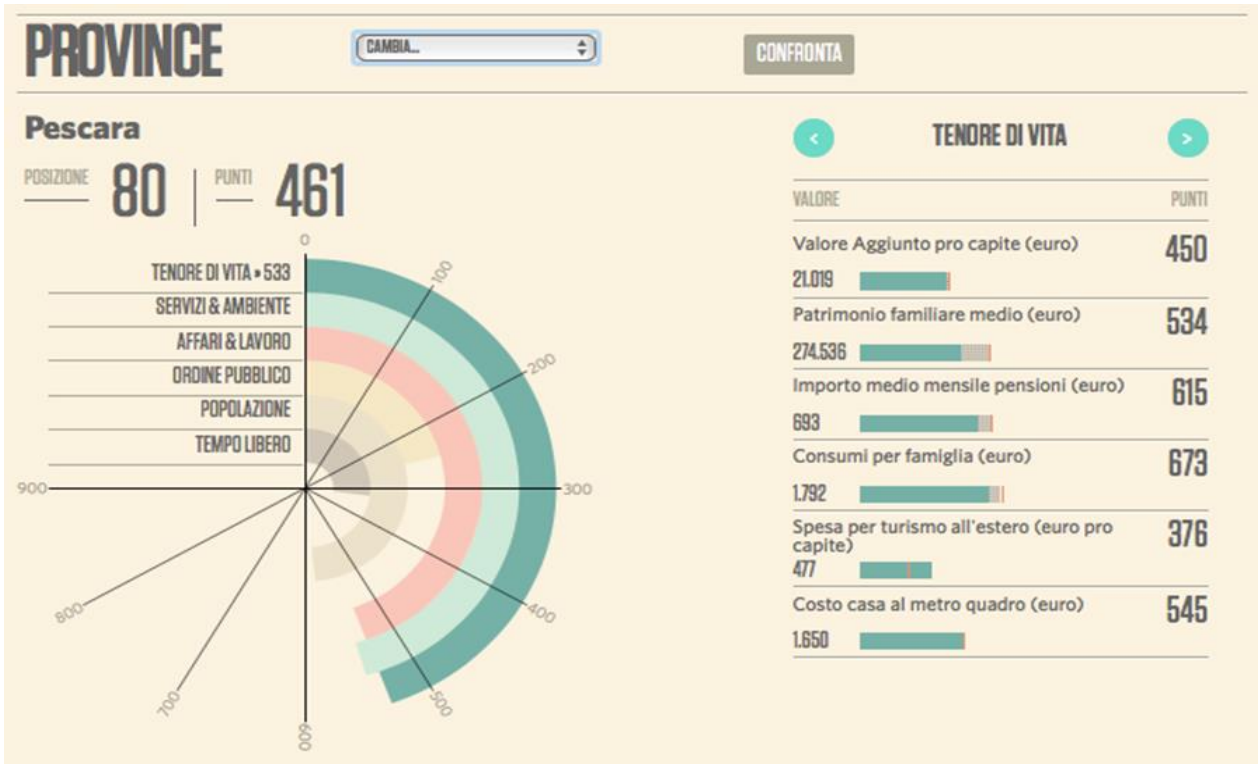 PROVINCE
CAMBIA...
CONFRONTA
Pescara
POSIZIONE 80
PUNTI 461
TENORE DI VITA • 533
SERVIZI & AMBIENTE
AFFARI & LAVORO
ORDINE PUBBLICO
POPOLAZIONE
TEMPO LIBERO
0
100
200
300
400
500
600
700
800
900
< TENORE DI VITA >
VALORE PUNTI
Valore Aggiunto pro capite (euro) 450
21.019
Patrimonio familiare medio (euro) 534
274.536
Importo medio mensile pensioni (euro) 615
693
Consumi per famiglia (euro) 673
1.792
Spesa per turismo all'estero (euro pro 376
capite)
477
Costo casa al metro quadro (euro) 545
1.650